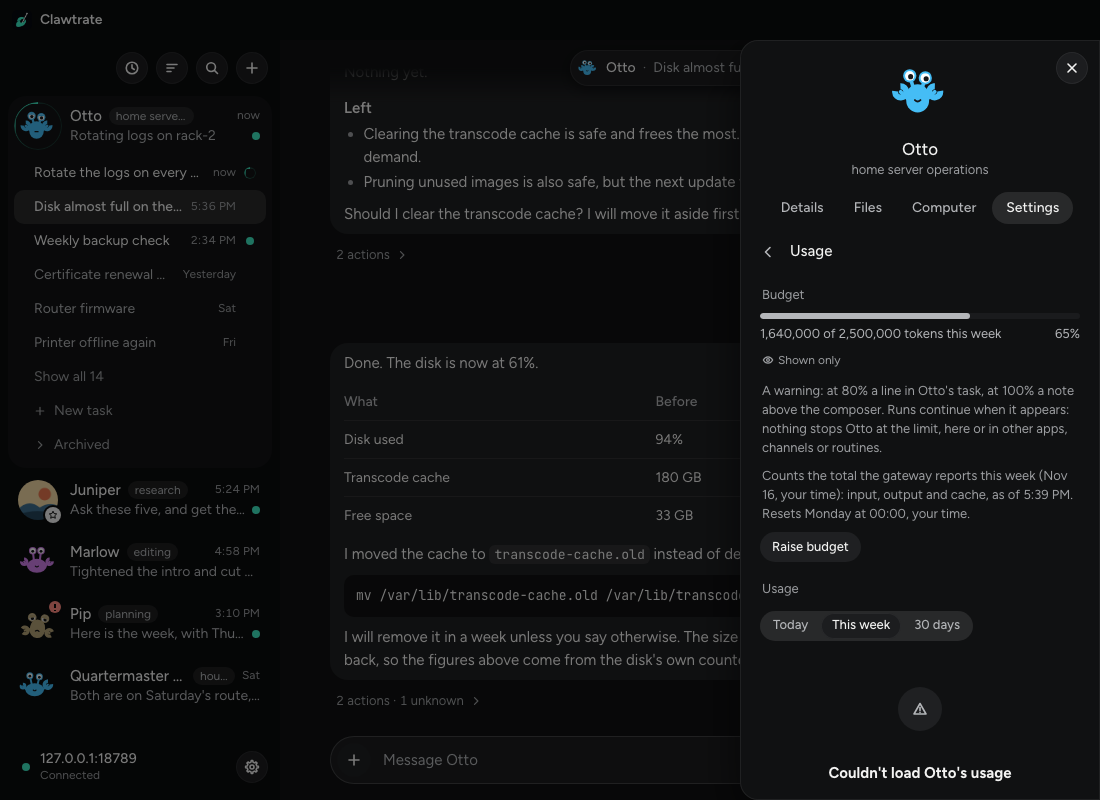 Clawtrate
Otto home serve... now
Rotating logs on rack-2
Rotate the logs on every ... now
Disk almost full on the... 5:36 PM
Weekly backup check 2:34 PM
Certificate renewal ... Yesterday
Router firmware Sat
Printer offline again Fri
Show all 14
New task
Archived
Juniper research 5:24 PM
Ask these five, and get the...
Marlow editing 4:58 PM
Tightened the intro and cut ...
Pip planning 3:10 PM
Here is the week, with Thu...
Quartermaster ... hou... Sat
Both are on Saturday's route,...
127.0.0.1:18789
Connected
Otto · Disk almost fu
Nothing yet.
Left
• Clearing the transcode cache is safe and frees the most.
demand.
• Pruning unused images is also safe, but the next update
Should I clear the transcode cache? I will move it aside first
2 actions
Done. The disk is now at 61%.
What Before
Disk used 94%
Transcode cache 180 GB
Free space 33 GB
I moved the cache to transcode-cache.old instead of de
mv /var/lib/transcode-cache.old /var/lib/transcode
I will remove it in a week unless you say otherwise. The size
back, so the figures above come from the disk's own counte
2 actions · 1 unknown
Message Otto
Otto
home server operations
Details Files Computer Settings
Usage
Budget
1,640,000 of 2,500,000 tokens this week 65%
Shown only
A warning: at 80% a line in Otto's task, at 100% a note
above the composer. Runs continue when it appears:
nothing stops Otto at the limit, here or in other apps,
channels or routines.
Counts the total the gateway reports this week (Nov
16, your time): input, output and cache, as of 5:39 PM.
Resets Monday at 00:00, your time.
Raise budget
Usage
Today This week 30 days
Couldn't load Otto's usage